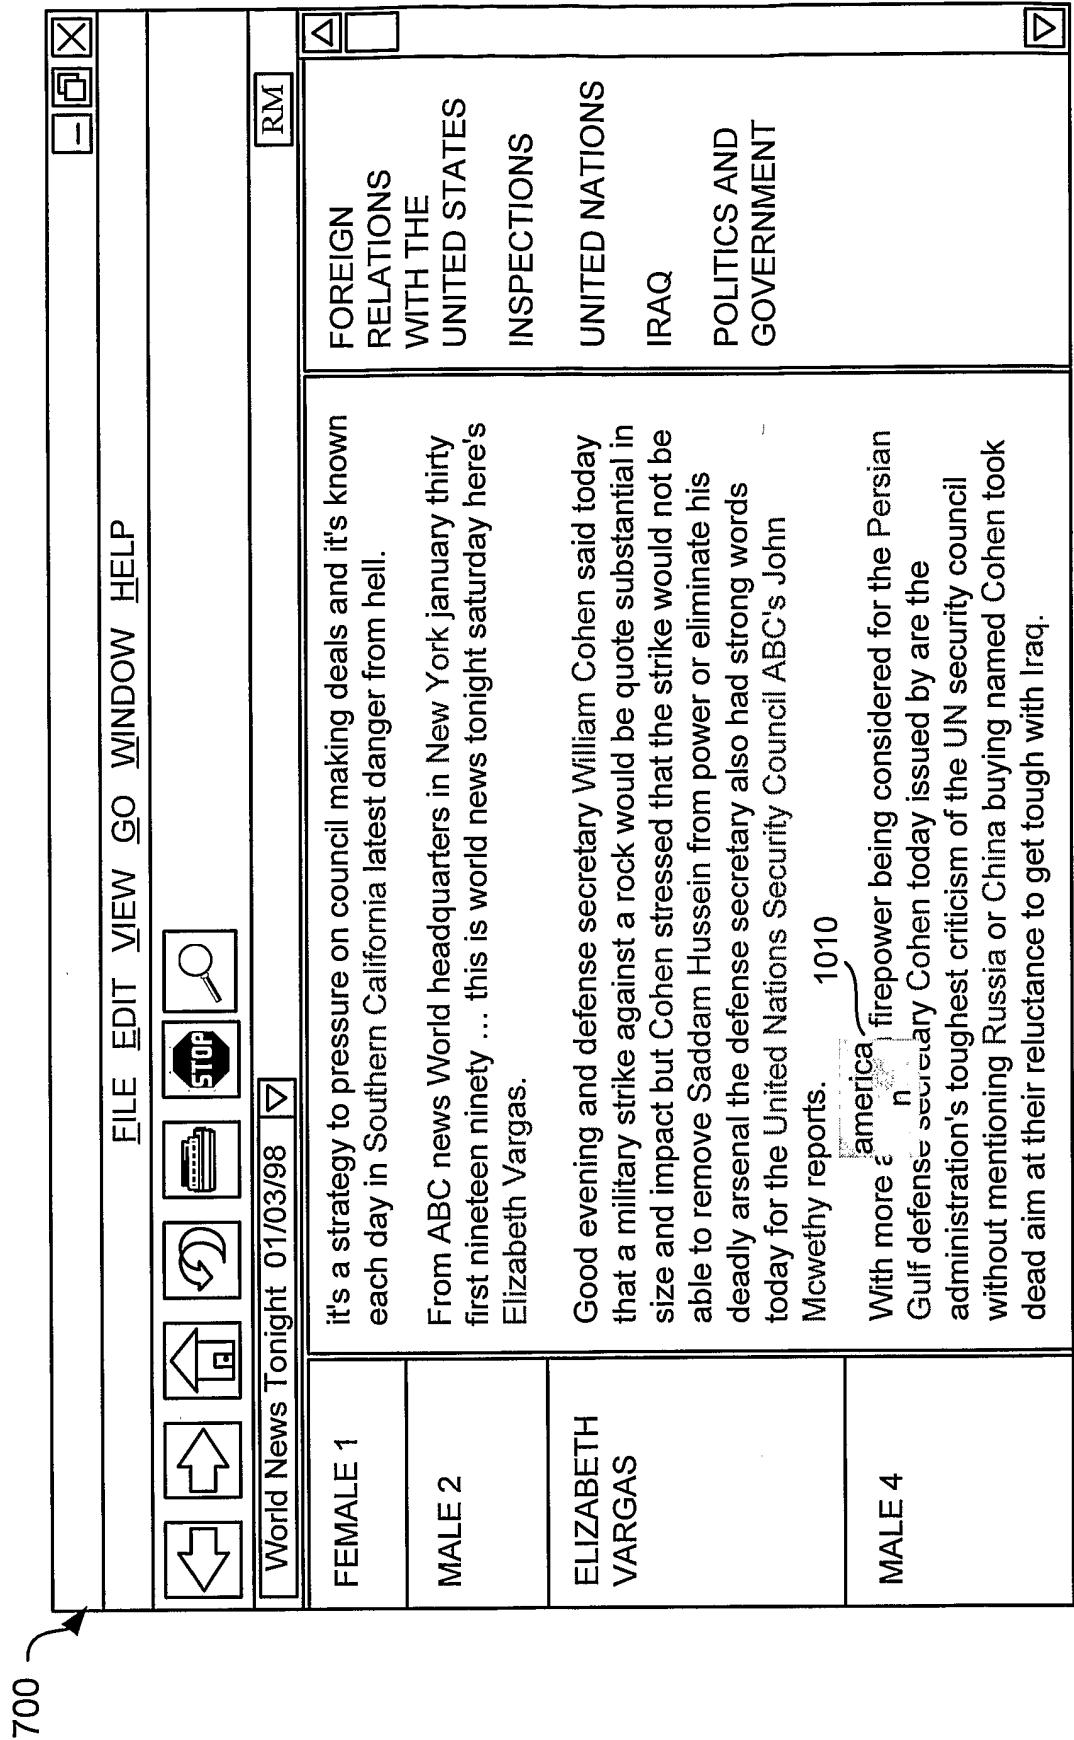 700
FILE EDIT VIEW GO WINDOW HELP
STOP
World News Tonight 01/03/98
RM
FEMALE 1
it's a strategy to pressure on council making deals and it's known
each day in Southern California latest danger from hell.
MALE 2
From ABC news World headquarters in New York january thirty
first nineteen ninety ... this is world news tonight saturday here's
Elizabeth Vargas.
ELIZABETH
VARGAS
Good evening and defense secretary William Cohen said today
that a military strike against a rock would be quote substantial in
size and impact but Cohen stressed that the strike would not be
able to remove Saddam Hussein from power or eliminate his
deadly arsenal the defense secretary also had strong words
today for the United Nations Security Council ABC's John
Mcwethy reports.
1010
MALE 4
america
n
With more firepower being considered for the Persian
Gulf defense secretary Cohen today issued by are the
administration's toughest criticism of the UN security council
without mentioning Russia or China buying named Cohen took
dead aim at their reluctance to get tough with Iraq.
FOREIGN
RELATIONS
WITH THE
UNITED STATES
INSPECTIONS
UNITED NATIONS
IRAQ
POLITICS AND
GOVERNMENT